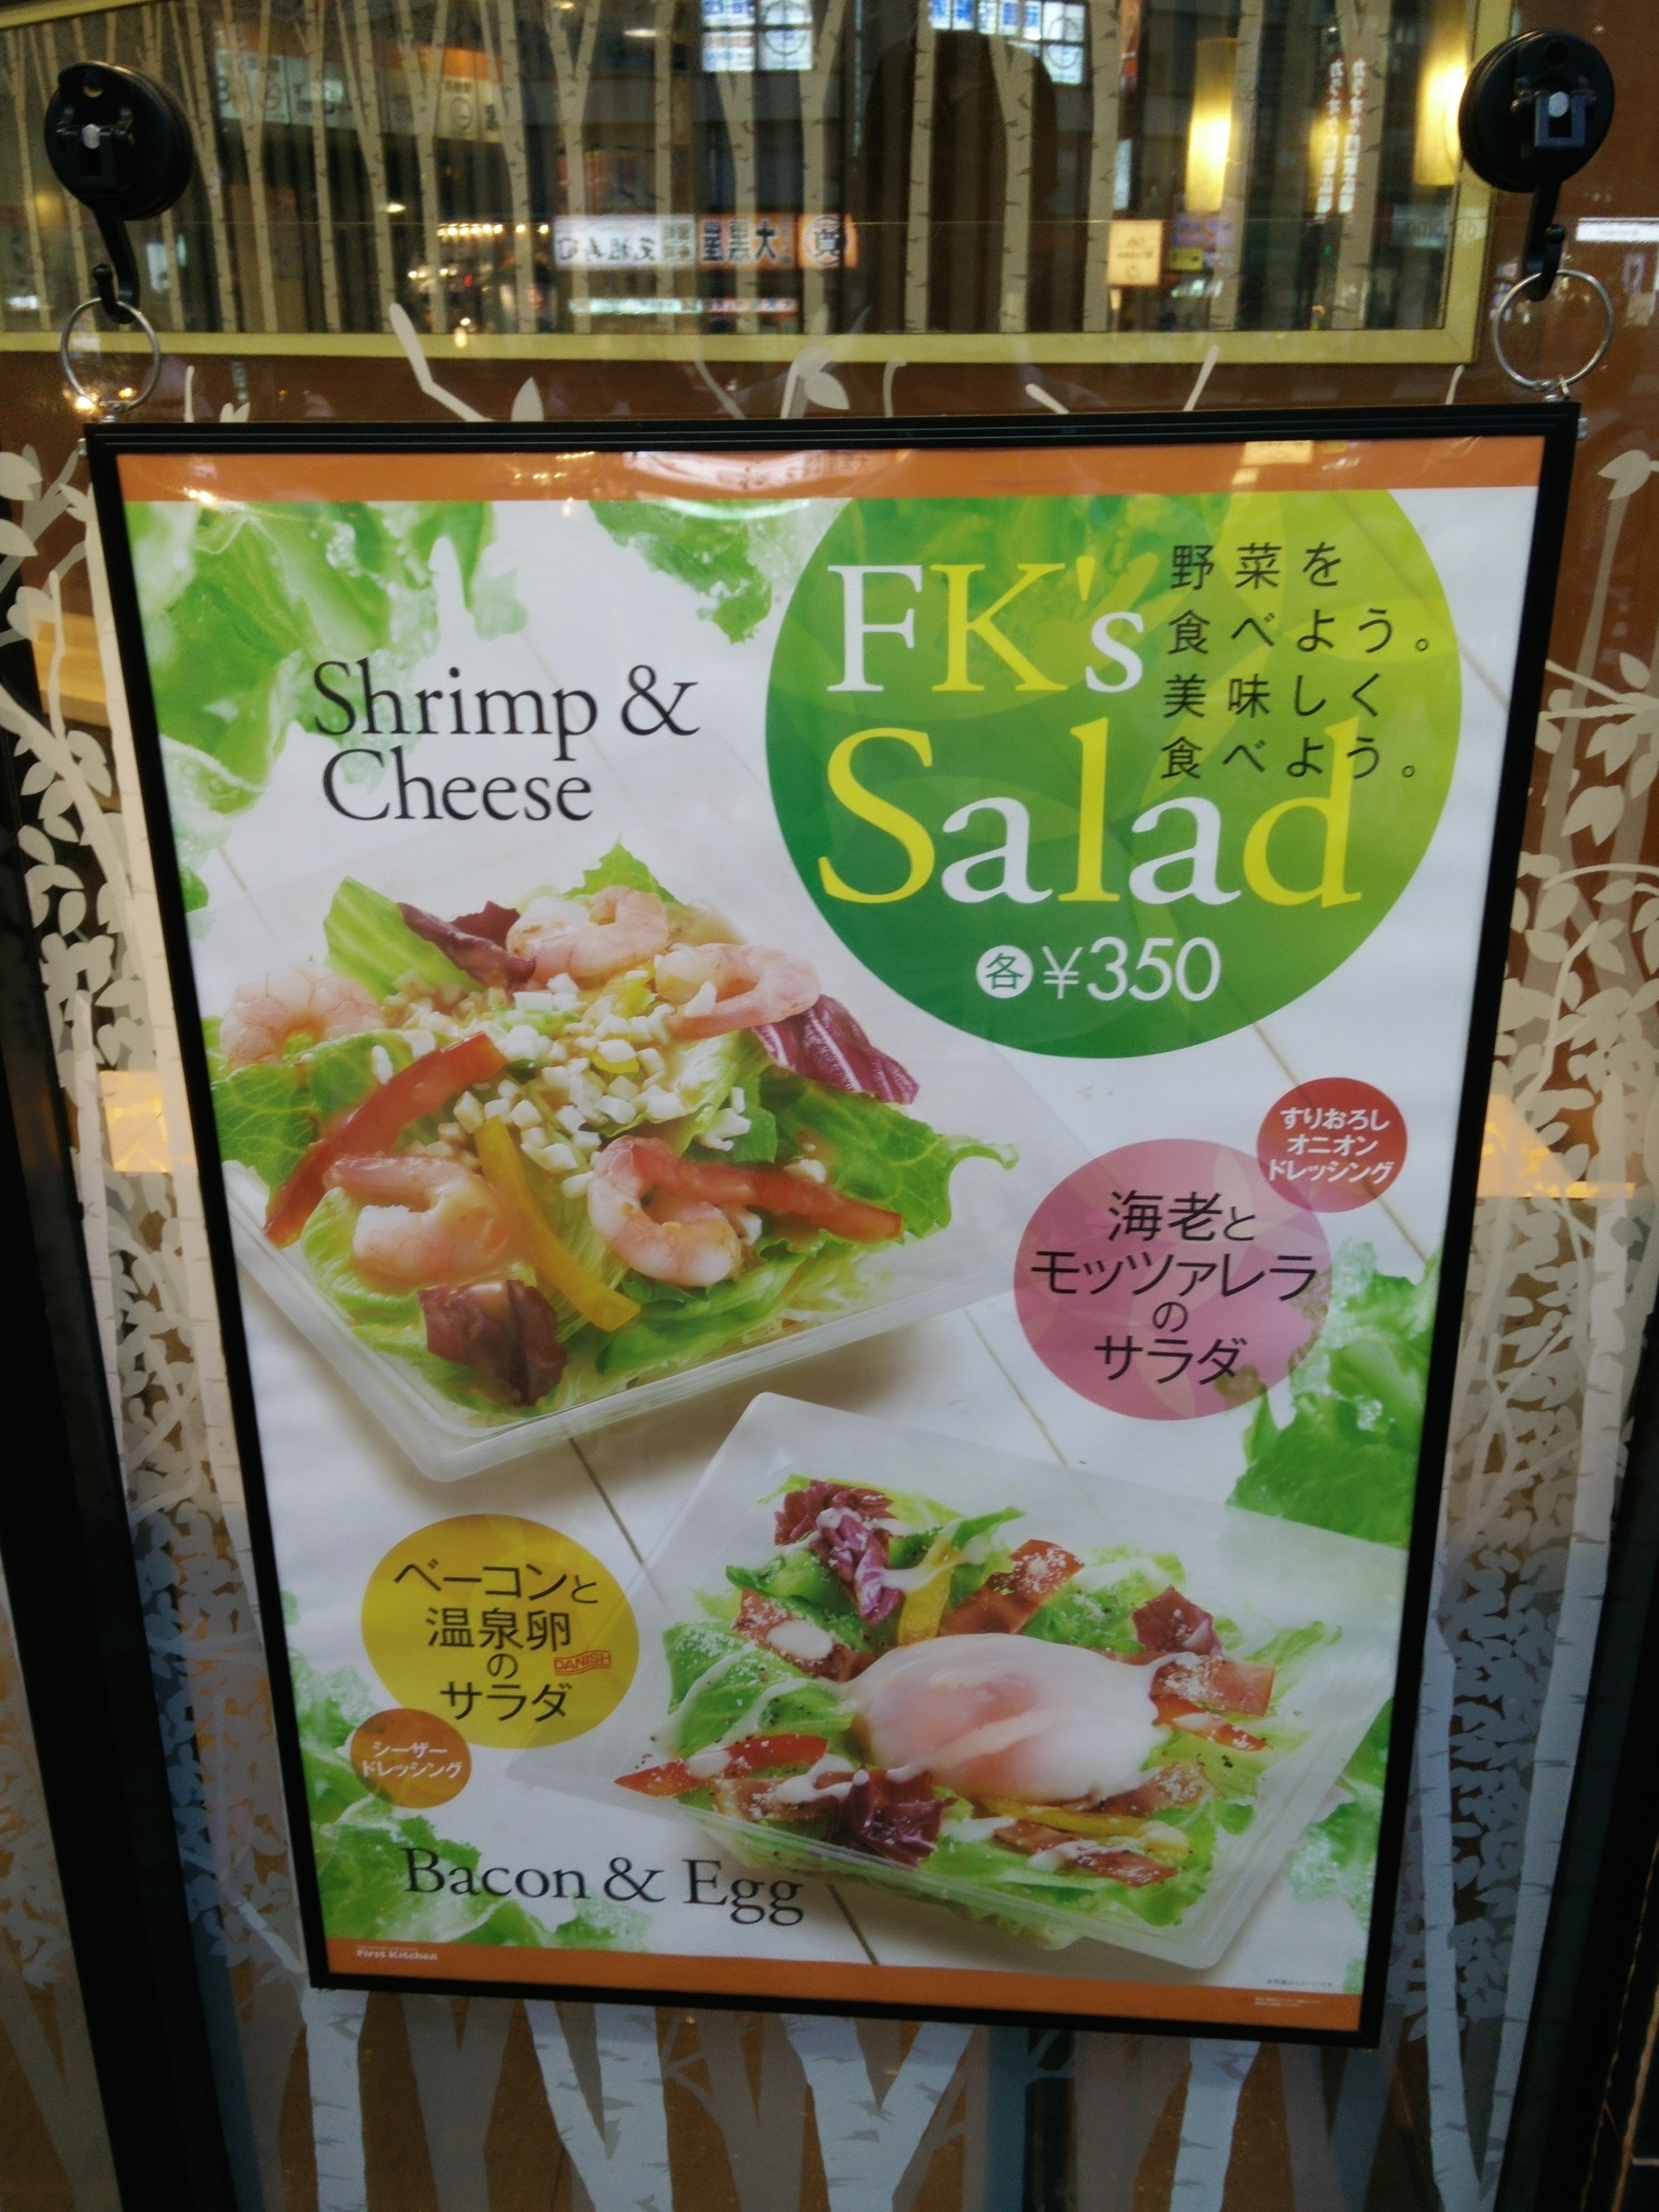 FK's
Salad
野菜を
食べよう。
美味しく
食べよう。
各¥350
Shrimp &
Cheese
すりおろし
オニオン
ドレッシング
海老と
モッツァレラ
の
サラダ
ベーコンと
温泉卵
の
サラダ
DANISH
シーザー
ドレッシング
Bacon & Egg
First Kitchen